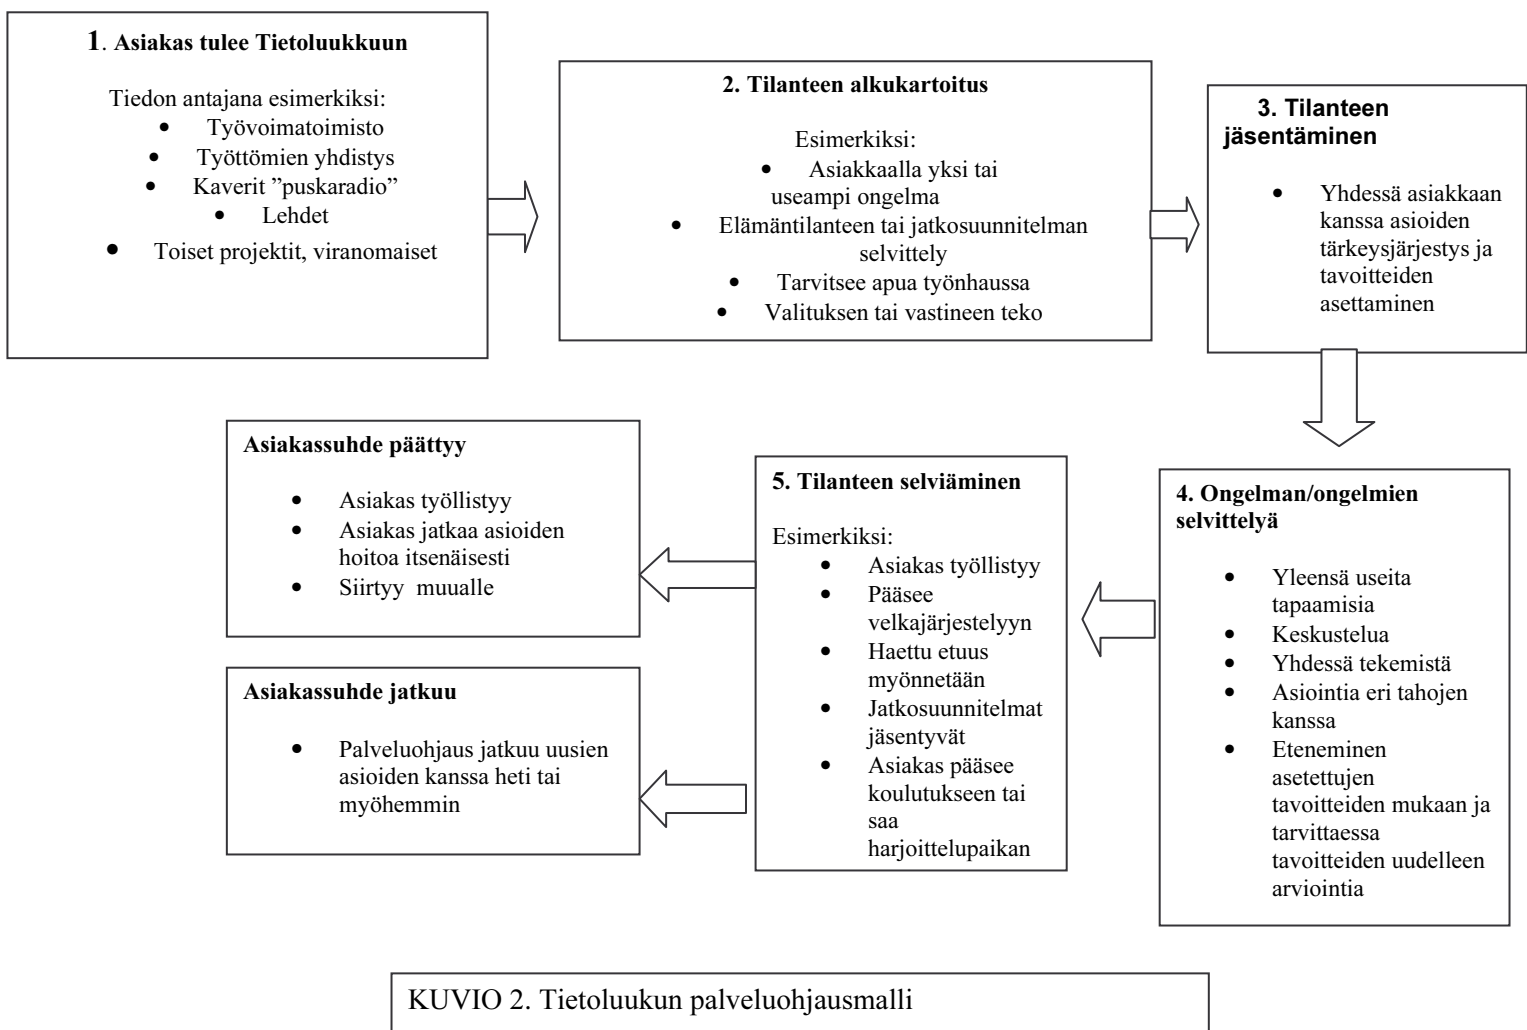 1. Asiakas tulee Tietoluukkuun
Tiedon antajana esimerkiksi:
• Työvoimatoimisto
• Työttömien yhdistys
• Kaverit ”puskaradio”
• Lehdet
• Toiset projektit, viranomaiset
2. Tilanteen alkukartoitus
Esimerkiksi:
• Asiakkaalla yksi tai
useampi ongelma
• Elämäntilanteen tai jatkosuunnitelman
selvittely
• Tarvitsee apua työnhaussa
• Valituksen tai vastineen teko
3. Tilanteen
jäsentäminen
• Yhdessä asiakkaan
kanssa asioiden
tärkeysjärjestys ja
tavoitteiden
asettaminen
4. Ongelman/ongelmien
selvittelyä
• Yleensä useita
tapaamisia
• Keskustelua
• Yhdessä tekemistä
• Asiointia eri tahojen
kanssa
• Eteneminen
asetettujen
tavoitteiden mukaan ja
tarvittaessa
tavoitteiden uudelleen
arviointia
5. Tilanteen selviäminen
Esimerkiksi:
• Asiakas työllistyy
• Pääsee
velkajärjestelyyn
• Haettu etuus
myönnetään
• Jatkosuunnitelmat
jäsentyvät
• Asiakas pääsee
koulutukseen tai
saa
harjoittelupaikan
Asiakassuhde päättyy
• Asiakas työllistyy
• Asiakas jatkaa asioiden
hoitoa itsenäisesti
• Siirtyy muualle
Asiakassuhde jatkuu
• Palveluohjaus jatkuu uusien
asioiden kanssa heti tai
myöhemmin
KUVIO 2. Tietoluukun palveluohjausmalli